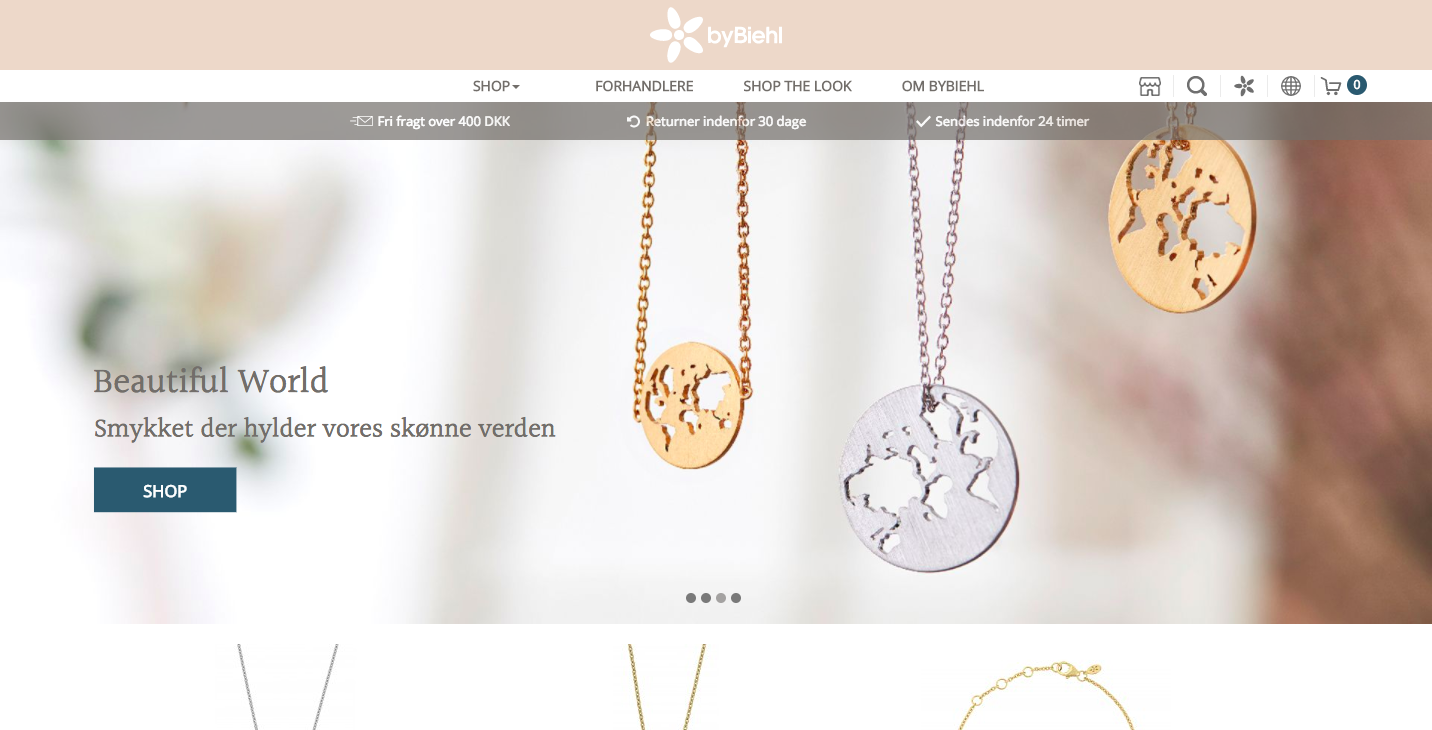 byBiehl
SHOP FORHANDLERE SHOP THE LOOK OM BYBIEHL 0
Fri fragt over 400 DKK Returner indenfor 30 dage Sendes indenfor 24 timer
Beautiful World
Smykket der hylder vores skønne verden
SHOP